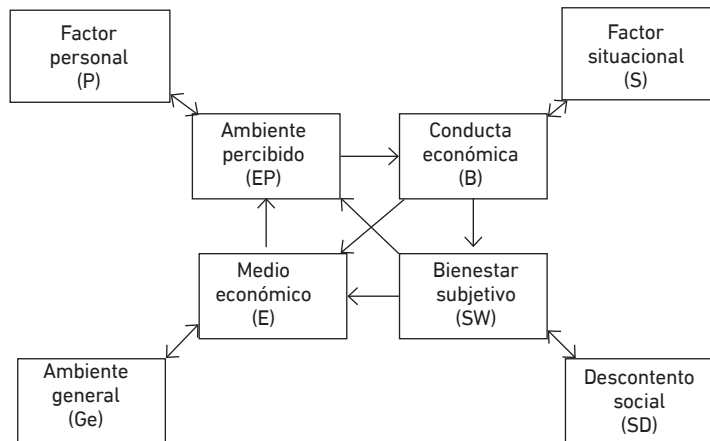 Factor
personal
(P)
Factor
situacional
(S)
Ambiente
percibido
(EP)
Conducta
económica
(B)
Medio
económico
(E)
Bienestar
subjetivo
(SW)
Ambiente
general
(Ge)
Descontento
social
(SD)